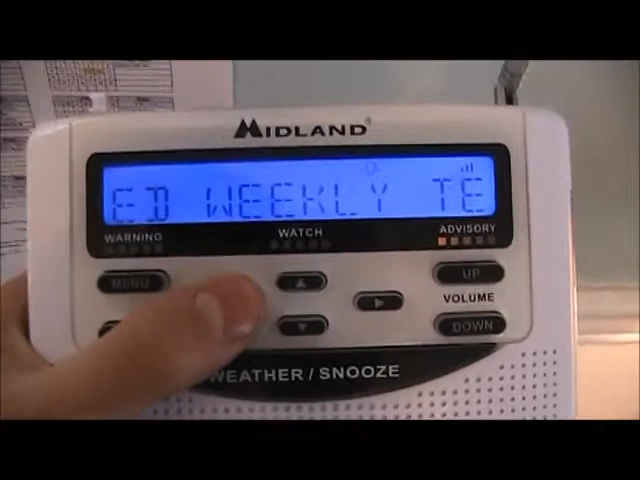 MIDLAND
ED WEEKLY TE
WARNING
WATCH
ADVISORY
MENU
UP
VOLUME
DOWN
WEATHER / SNOOZE